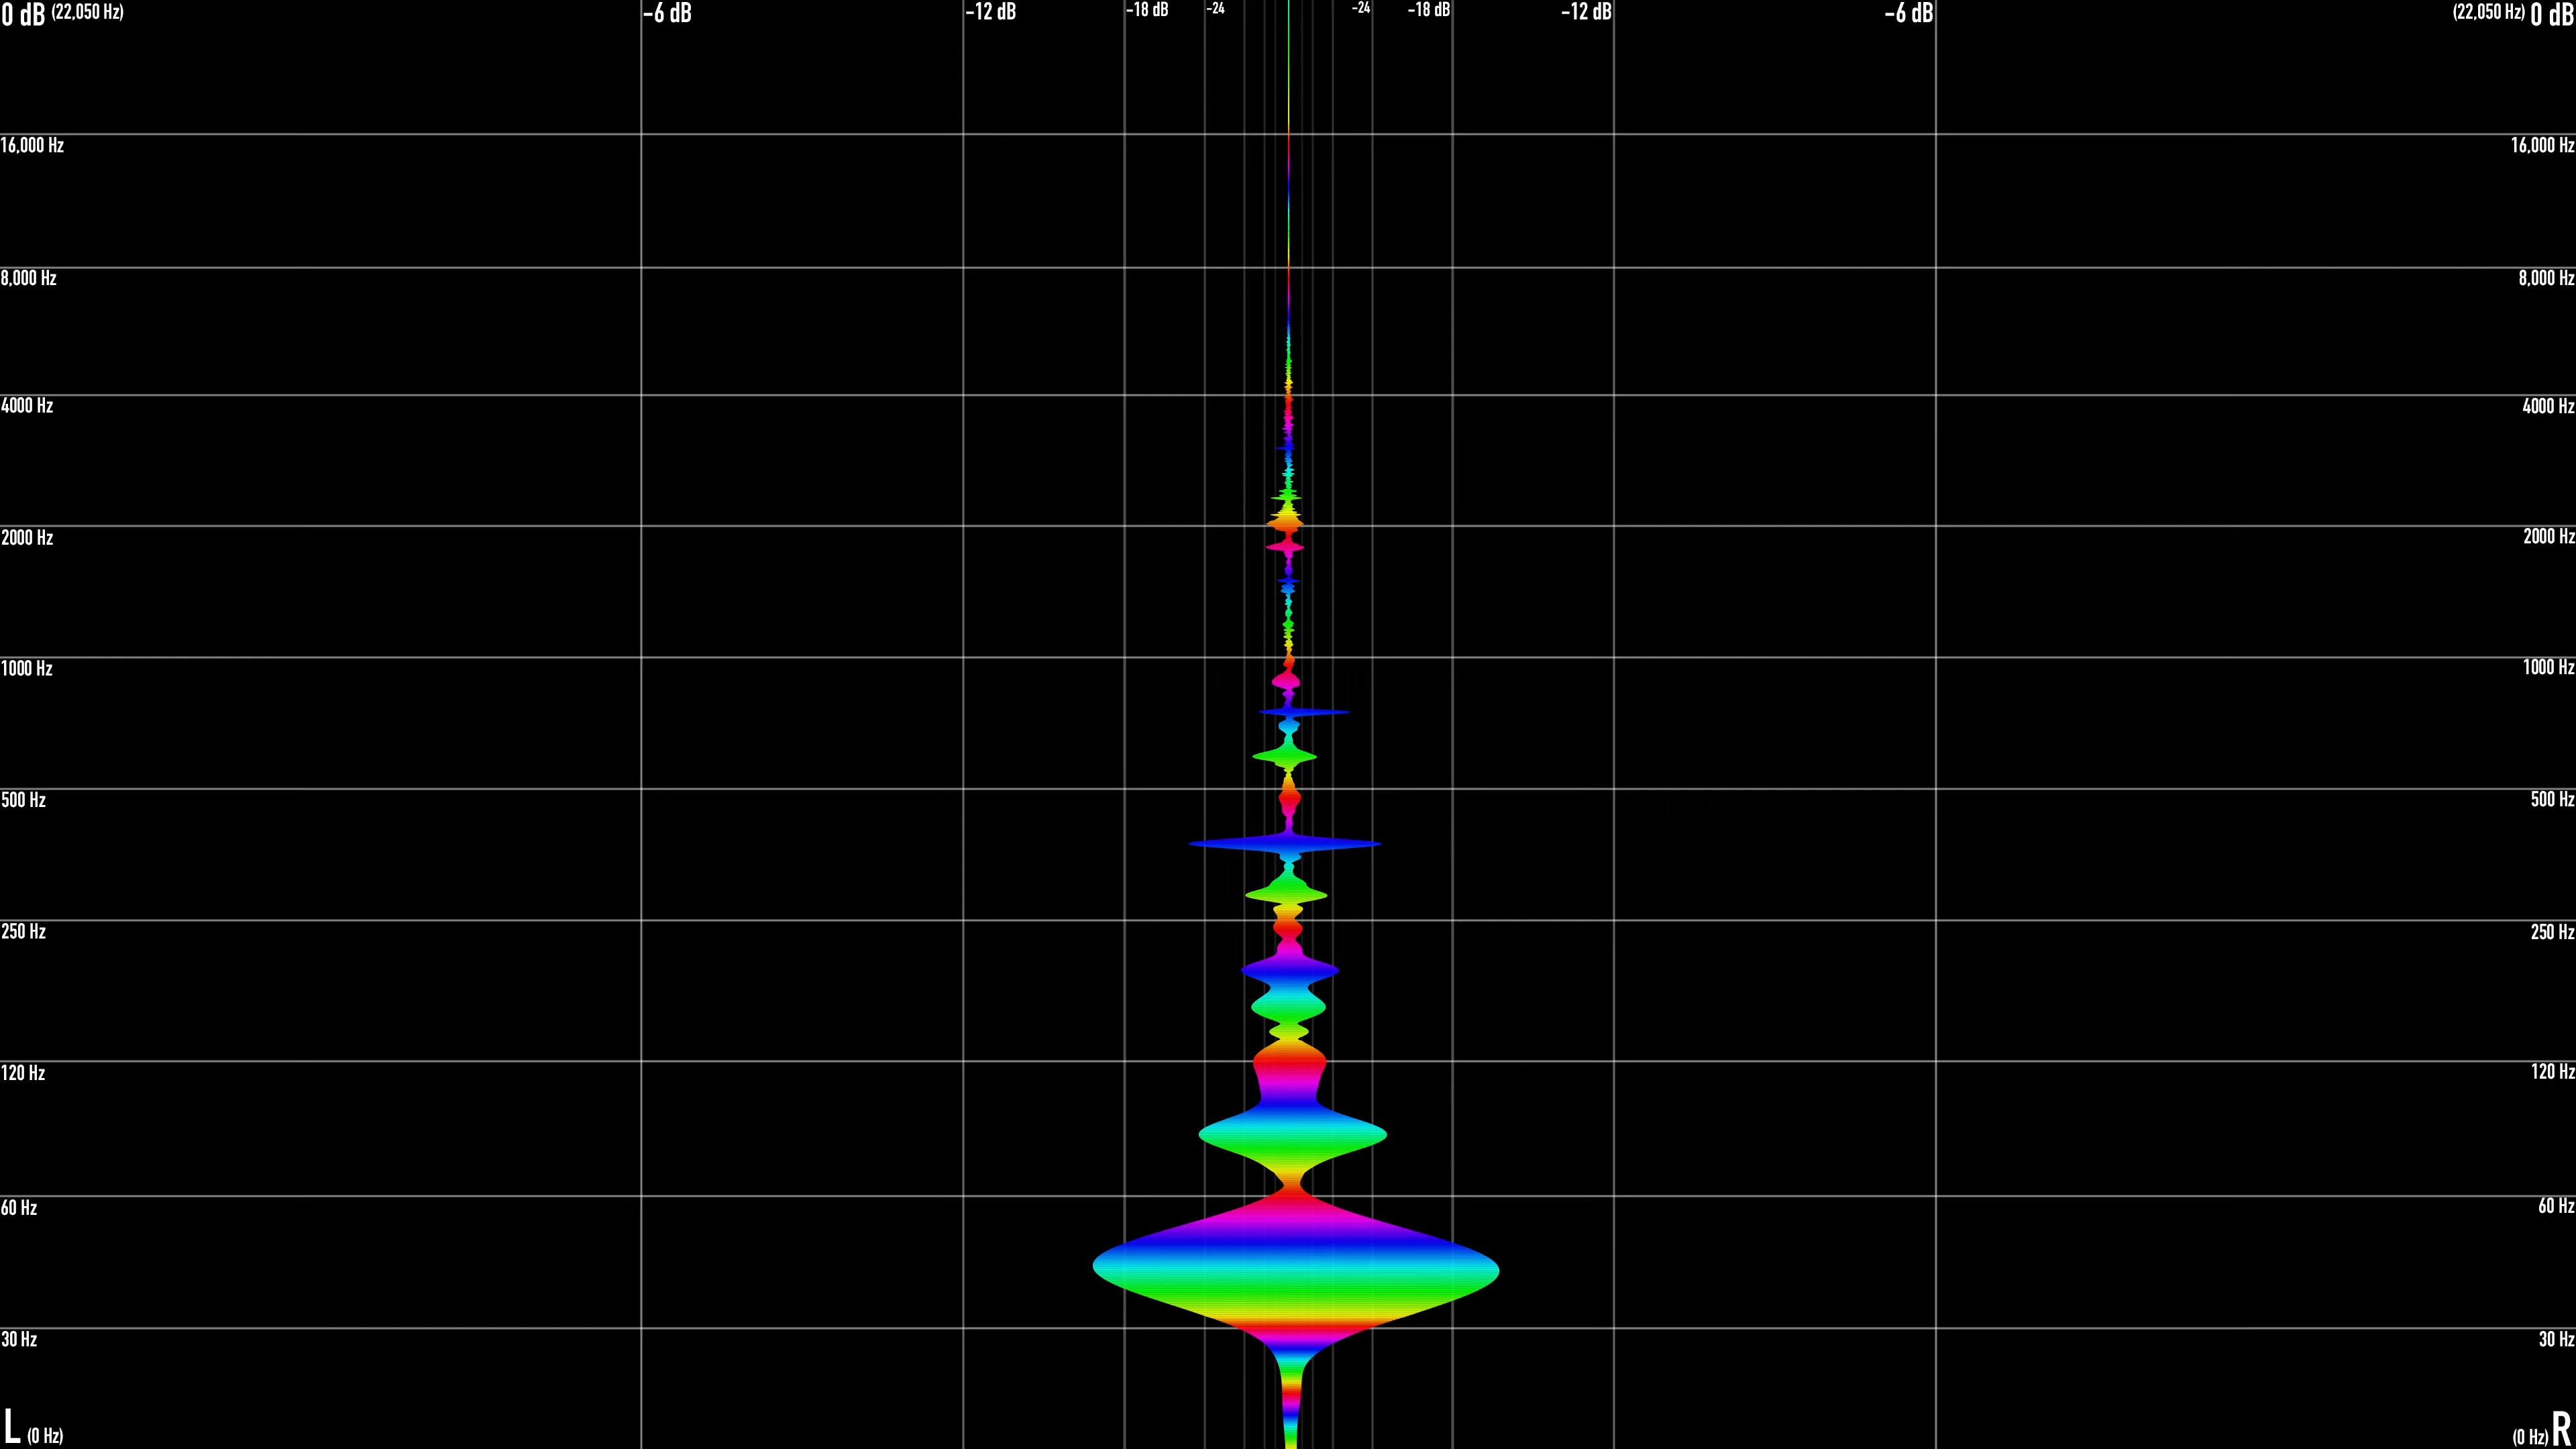 0 dB (22,050 Hz) −6 dB −12 dB −18 dB −24 −24 −18 dB −12 dB −6 dB (22,050 Hz) 0 dB
16,000 Hz 16,000 Hz
8,000 Hz 8,000 Hz
4000 Hz 4000 Hz
2000 Hz 2000 Hz
1000 Hz 1000 Hz
500 Hz 500 Hz
250 Hz 250 Hz
120 Hz 120 Hz
60 Hz 60 Hz
30 Hz 30 Hz
L (0 Hz) (0 Hz) R